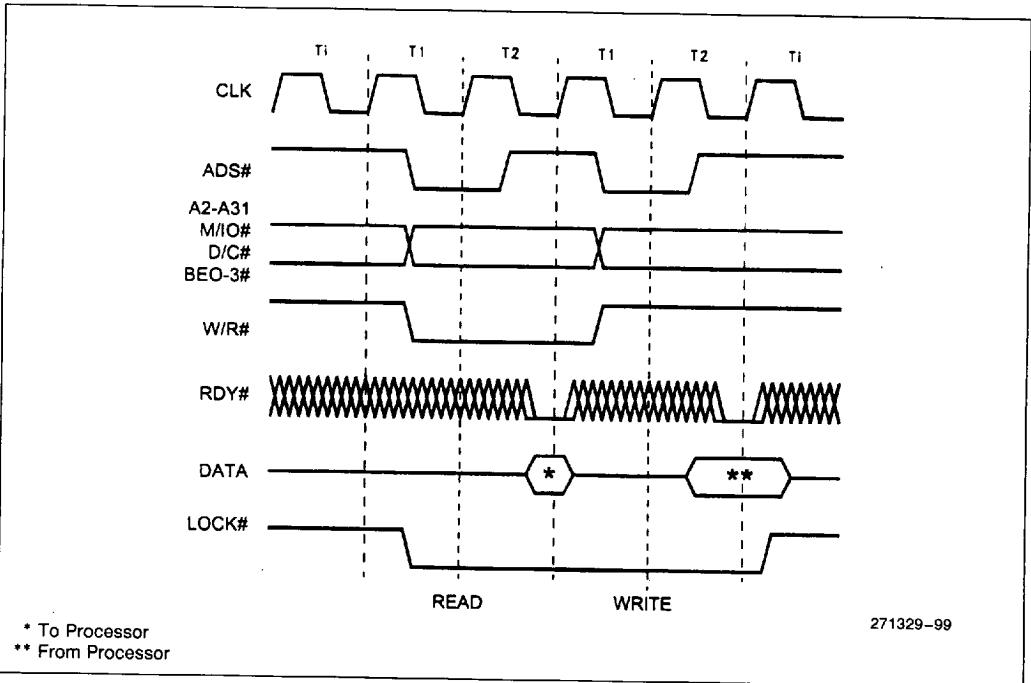 Ti T1 T2 T1 T2 Ti
CLK
ADS#
A2-A31
M/IO#
D/C#
BEO-3#
W/R#
RDY#
DATA * **
LOCK#
READ WRITE
* To Processor
** From Processor
271329–99